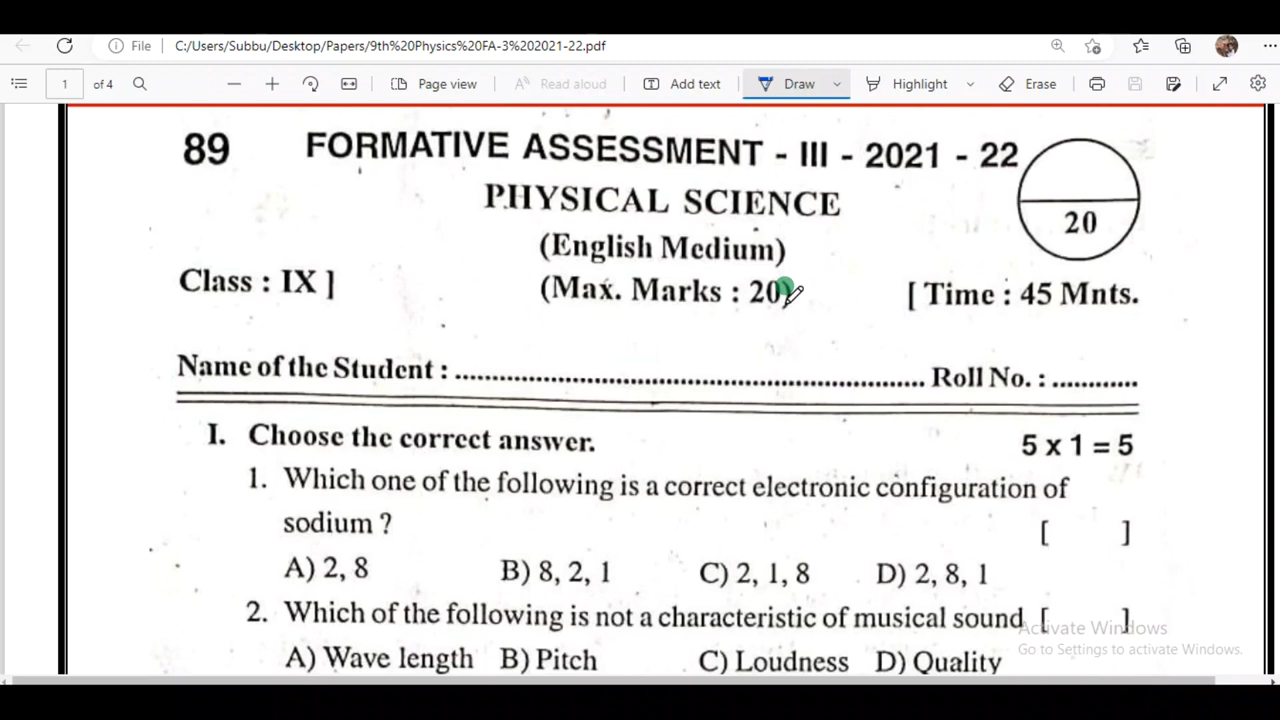 File C:/Users/Subbu/Desktop/Papers/9th%20Physics%20FA-3%202021-22.pdf
1 of 4 Page view Read aloud Add text Draw Highlight Erase
89 FORMATIVE ASSESSMENT - III - 2021 - 22
PHYSICAL SCIENCE
20
(English Medium)
Class : IX ] (Max. Marks : 20) [ Time : 45 Mnts.
Name of the Student : ........................................................................ Roll No. : ............
I. Choose the correct answer. 5 x 1 = 5
1. Which one of the following is a correct electronic configuration of
sodium ? [ ]
A) 2, 8 B) 8, 2, 1 C) 2, 1, 8 D) 2, 8, 1
2. Which of the following is not a characteristic of musical sound [ ]
A) Wave length B) Pitch C) Loudness D) Quality
Activate Windows
Go to Settings to activate Windows.